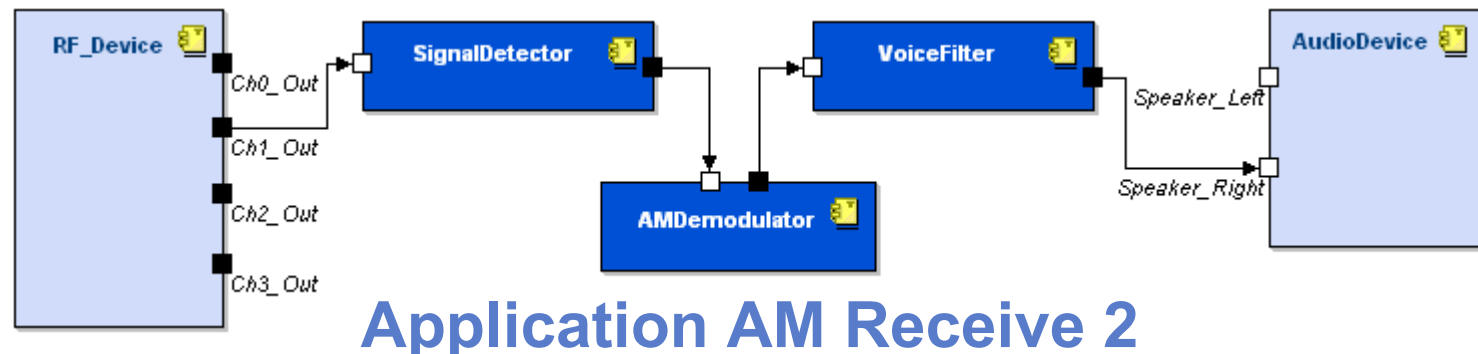 RF_Device
Ch0_Out
Ch1_Out
Ch2_Out
Ch3_Out
SignalDetector
AMDemodulator
VoiceFilter
Speaker_Left
Speaker_Right
AudioDevice
Application AM Receive 2